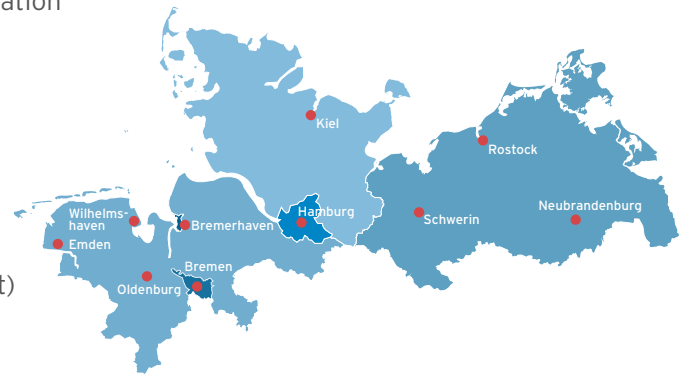 ation
Kiel
Rostock
Wilhelms-
haven
Hamburg
Neubrandenburg
Schwerin
Bremerhaven
Emden
Bremen
t)
Oldenburg